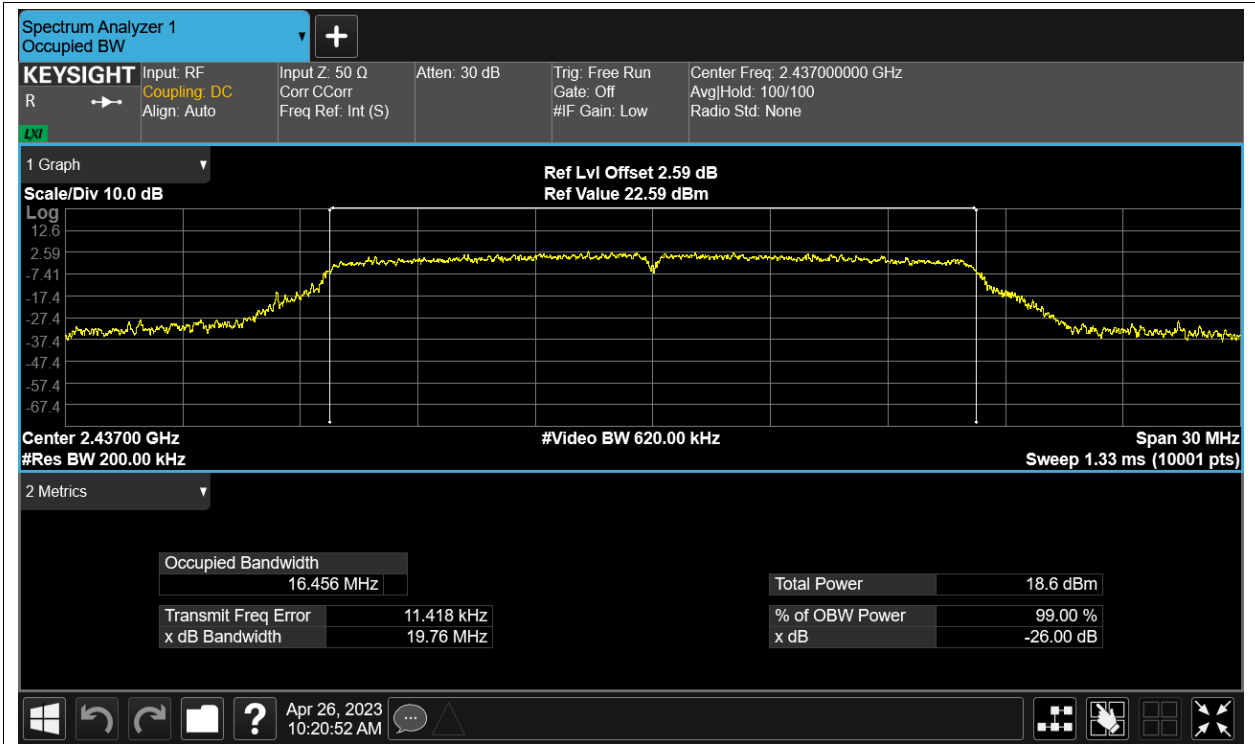 Spectrum Analyzer 1
Occupied BW
▼
+
KEYSIGHT
R
LXI
Input: RF
Coupling: DC
Align: Auto
Input Z: 50 Ω
Corr CCorr
Freq Ref: Int (S)
Atten: 30 dB
Trig: Free Run
Gate: Off
#IF Gain: Low
Center Freq: 2.437000000 GHz
Avg|Hold: 100/100
Radio Std: None
1 Graph ▼
Scale/Div 10.0 dB
Ref Lvl Offset 2.59 dB
Ref Value 22.59 dBm
Log
12.6
2.59
-7.41
-17.4
-27.4
-37.4
-47.4
-57.4
-67.4
Center 2.43700 GHz
#Res BW 200.00 kHz
#Video BW 620.00 kHz
Span 30 MHz
Sweep 1.33 ms (10001 pts)
2 Metrics ▼
Occupied Bandwidth
16.456 MHz
Transmit Freq Error 11.418 kHz
x dB Bandwidth 19.76 MHz
Total Power 18.6 dBm
% of OBW Power 99.00 %
x dB -26.00 dB
?
Apr 26, 2023
10:20:52 AM
...